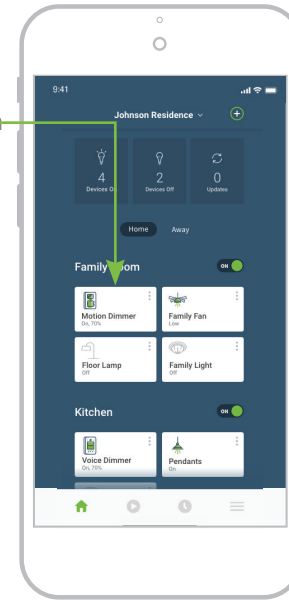 9:41
Johnson Residence
4
Devices On
2
Devices Off
0
Updates
Home Away
Family Room
ON
Motion Dimmer
On, 70%
Family Fan
Low
Floor Lamp
Off
Family Light
Off
Kitchen
ON
Voice Dimmer
On, 75%
Pendants
On